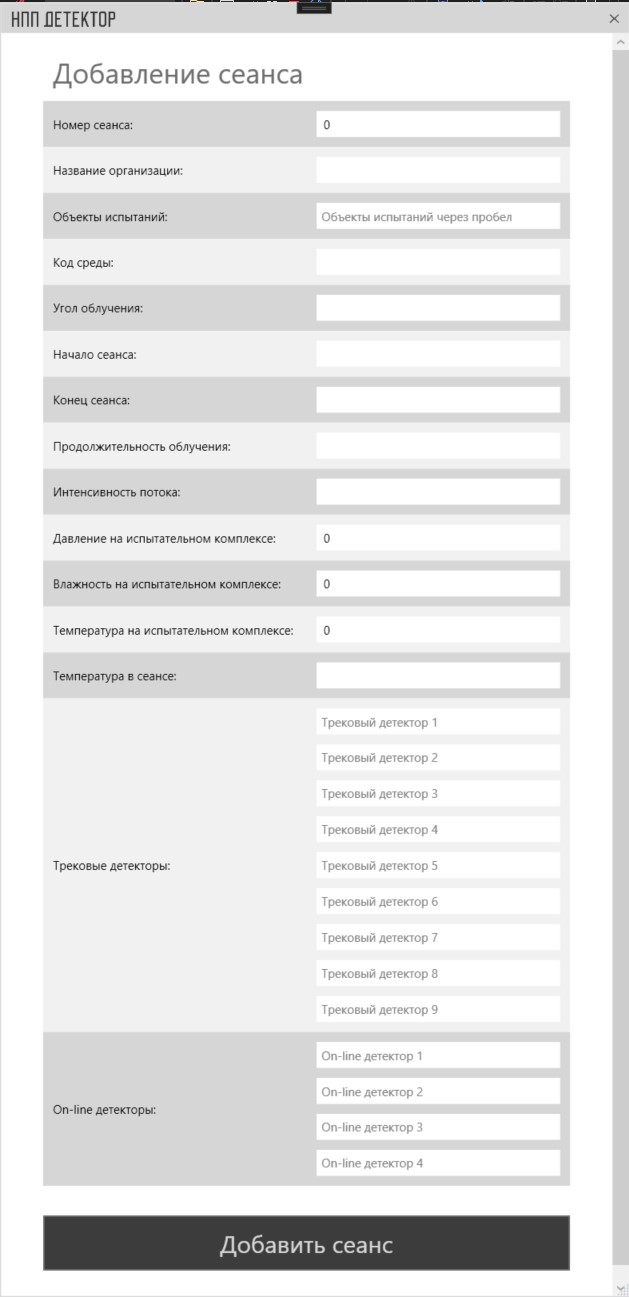 НПП ДЕТЕКТОР
Добавление сеанса
Номер сеанса: 0
Название организации:
Объекты испытаний: Объекты испытаний через пробел
Код среды:
Угол облучения:
Начало сеанса:
Конец сеанса:
Продолжительность облучения:
Интенсивность потока:
Давление на испытательном комплексе: 0
Влажность на испытательном комплексе: 0
Температура на испытательном комплексе: 0
Температура в сеансе:
Трековые детекторы:
Трековый детектор 1
Трековый детектор 2
Трековый детектор 3
Трековый детектор 4
Трековый детектор 5
Трековый детектор 6
Трековый детектор 7
Трековый детектор 8
Трековый детектор 9
On-line детекторы:
On-line детектор 1
On-line детектор 2
On-line детектор 3
On-line детектор 4
Добавить сеанс